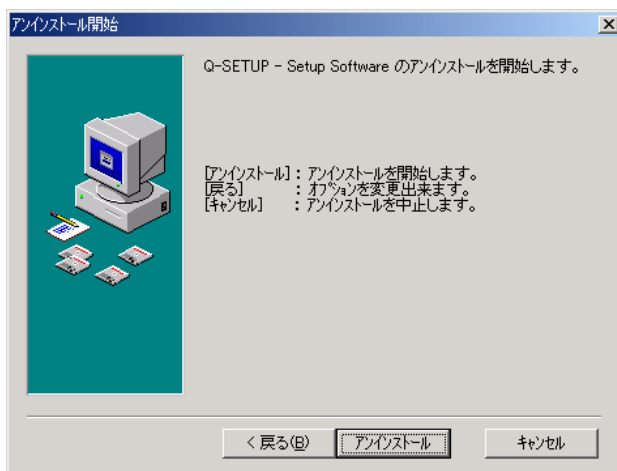 アンインストール開始
Q-SETUP - Setup Software のアンインストールを開始します。
[アンインストール] : アンインストールを開始します。
[戻る] : オプションを変更出来ます。
[キャンセル] : アンインストールを中止します。
< 戻る(B)
アンインストール
キャンセル